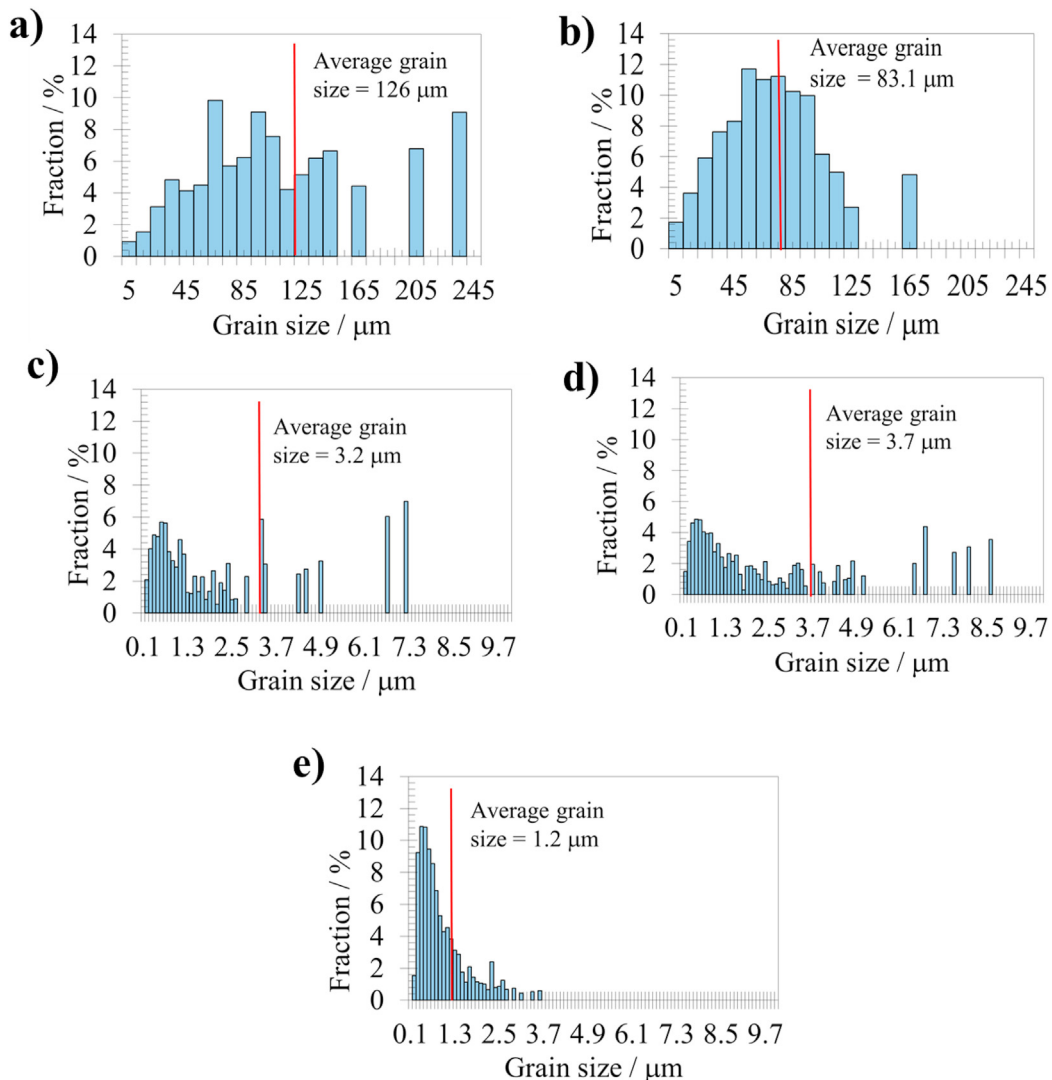 a)
Fraction / %
14
12
10
8
6
4
2
0
Average grain
size = 126 μm
5 45 85 125 165 205 245
Grain size / μm
b)
Fraction / %
14
12
10
8
6
4
2
0
Average grain
size = 83.1 μm
5 45 85 125 165 205 245
Grain size / μm
c)
Fraction / %
14
12
10
8
6
4
2
0
Average grain
size = 3.2 μm
0.1 1.3 2.5 3.7 4.9 6.1 7.3 8.5 9.7
Grain size / μm
d)
Fraction / %
14
12
10
8
6
4
2
0
Average grain
size = 3.7 μm
0.1 1.3 2.5 3.7 4.9 6.1 7.3 8.5 9.7
Grain size / μm
e)
Fraction / %
14
12
10
8
6
4
2
0
Average grain
size = 1.2 μm
0.1 1.3 2.5 3.7 4.9 6.1 7.3 8.5 9.7
Grain size / μm